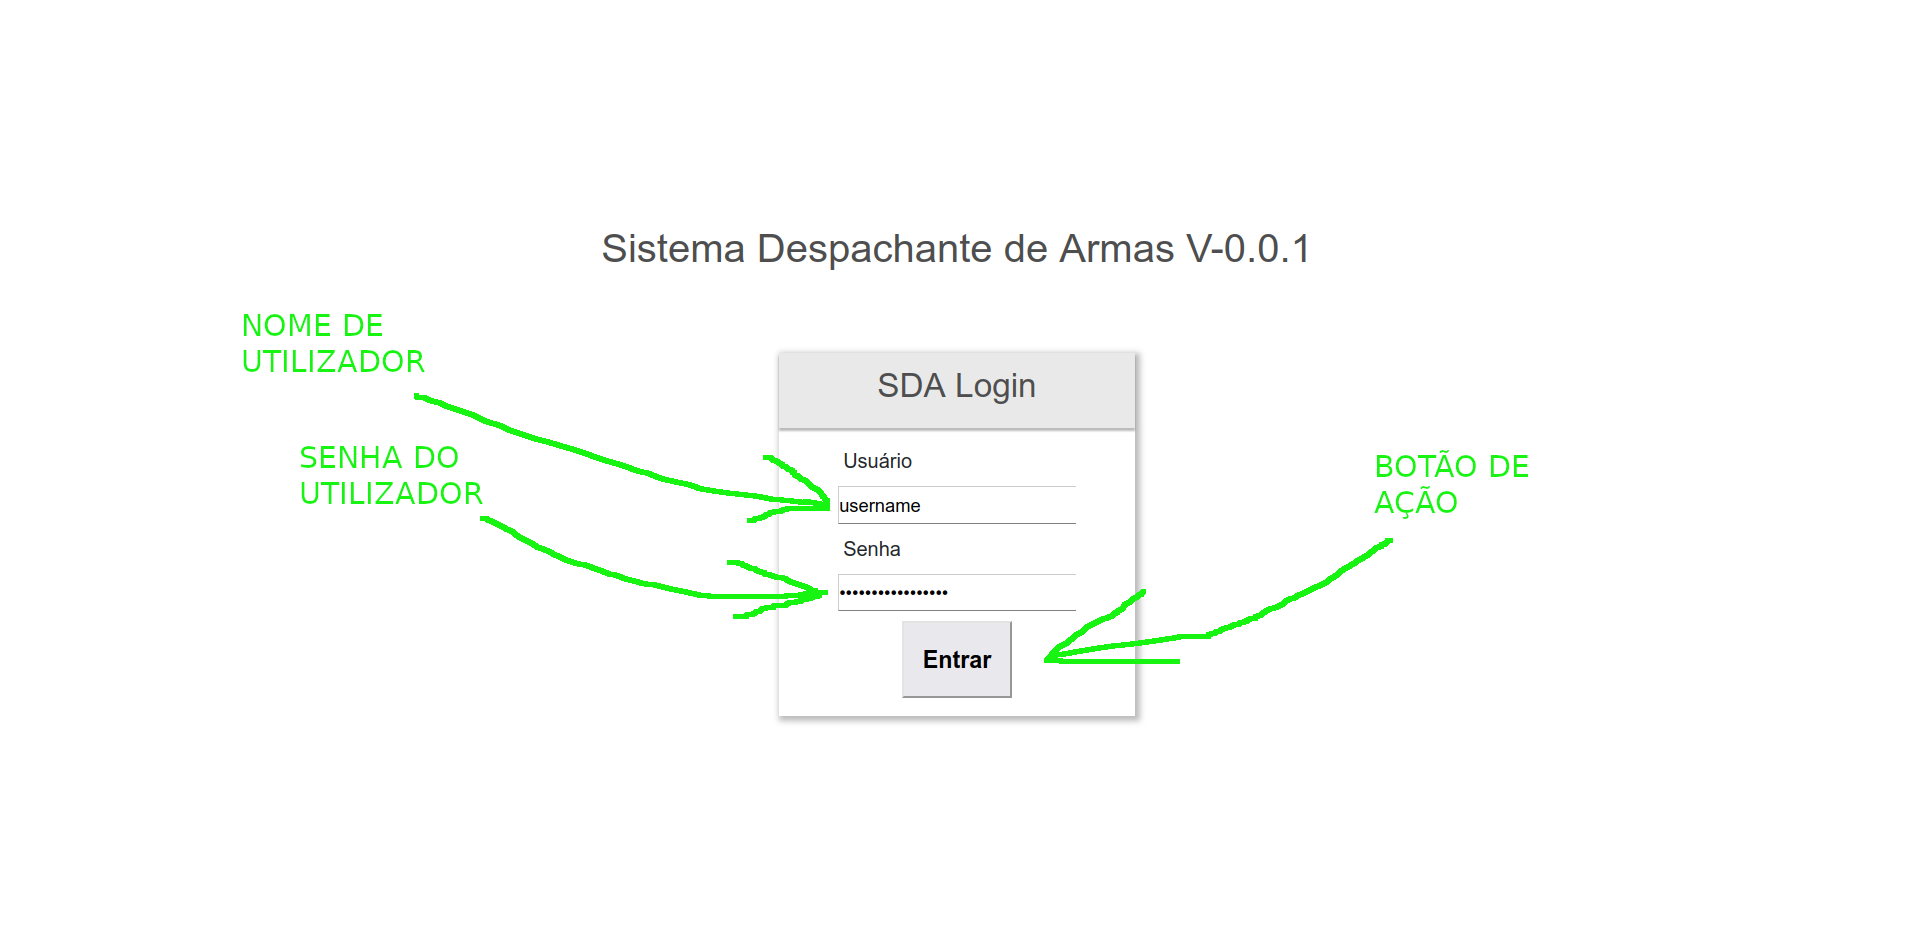 Sistema Despachante de Armas V-0.0.1
NOME DE
UTILIZADOR
SDA Login
SENHA DO
UTILIZADOR
Usuário
username
BOTÃO DE
AÇÃO
Senha
•••••••••••••••••
Entrar